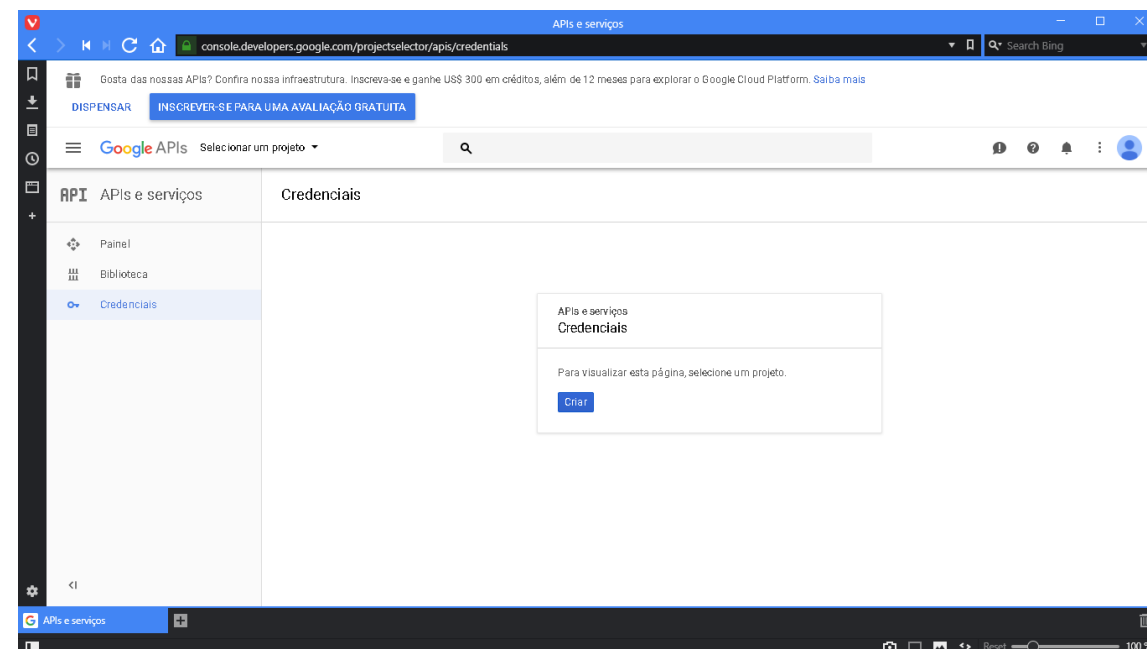 APIs e serviços
console.developers.google.com/projectselector/apis/credentials
Search Bing
Gosta das nossas APIs? Confira nossa infraestrutura. Inscreva-se e ganhe US$ 300 em créditos, além de 12 meses para explorar o Google Cloud Platform. Saiba mais
DISPENSAR INSCREVER-SE PARA UMA AVALIAÇÃO GRATUITA
Google APIs Selecionar um projeto
API APIs e serviços
Credenciais
Painel
Biblioteca
Credenciais
APIs e serviços
Credenciais
Para visualizar esta página, selecione um projeto.
Criar
APIs e serviços
Reset 100 %